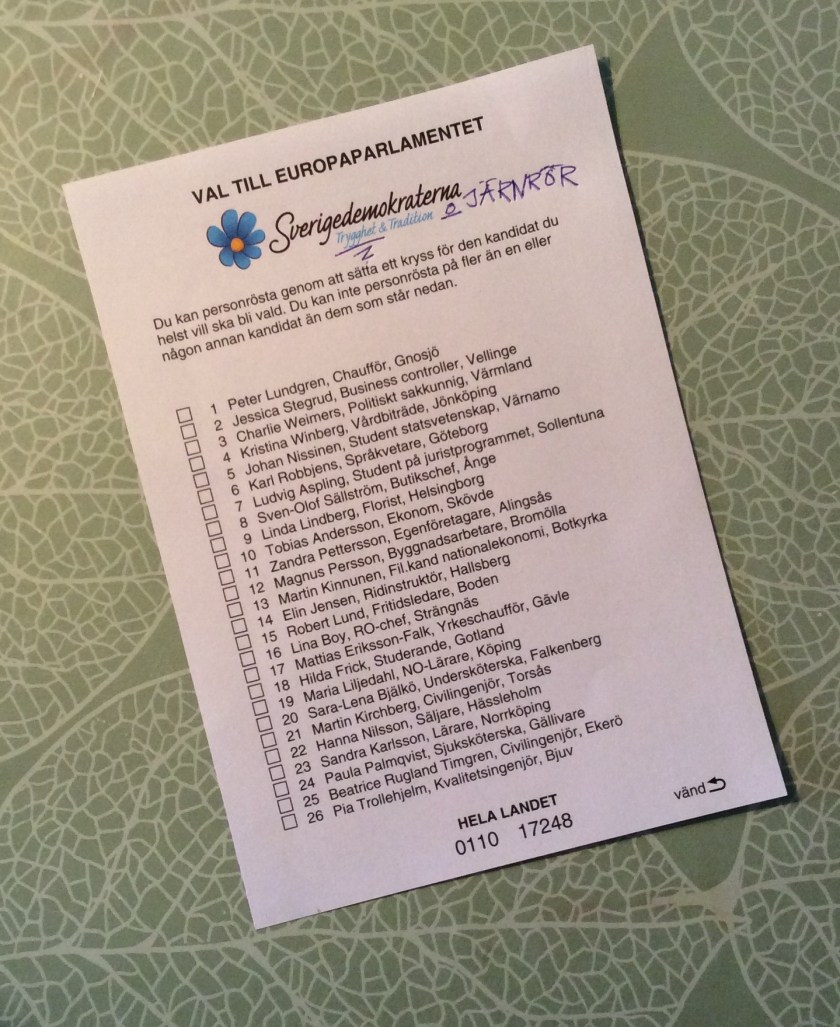 VAL TILL EUROPAPARLAMENTET
Sverigedemokraterna
Trygghet & Tradition
O JÄRNRÖR
Du kan personrösta genom att sätta ett kryss för den kandidat du
helst vill ska bli vald. Du kan inte personrösta på fler än en eller
någon annan kandidat än dem som står nedan.
1 Peter Lundgren, Chaufför, Gnosjö
2 Jessica Stegrud, Business controller, Vellinge
3 Charlie Weimers, Politiskt sakkunnig, Värmland
4 Kristina Winberg, Vårdbiträde, Jönköping
5 Johan Nissinen, Student statsvetenskap, Värnamo
6 Karl Robbjens, Språkvetare, Göteborg
7 Ludvig Aspling, Student på juristprogrammet, Sollentuna
8 Sven-Olof Sällström, Butikschef, Ånge
9 Linda Lindberg, Florist, Helsingborg
10 Tobias Andersson, Ekonom, Skövde
11 Zandra Pettersson, Egenföretagare, Alingsås
12 Magnus Persson, Byggnadsarbetare, Bromölla
13 Martin Kinnunen, Fil.kand nationalekonomi, Botkyrka
14 Elin Jensen, Ridinstruktör, Hallsberg
15 Robert Lund, Fritidsledare, Boden
16 Lina Boy, RO-chef, Strängnäs
17 Mattias Eriksson-Falk, Yrkeschaufför, Gävle
18 Hilda Frick, Studerande, Gotland
19 Maria Liljedahl, NO-Lärare, Köping
20 Sara-Lena Bjälkö, Undersköterska, Falkenberg
21 Martin Kirchberg, Civilingenjör, Torsås
22 Hanna Nilsson, Säljare, Hässleholm
23 Sandra Karlsson, Lärare, Norrköping
24 Paula Palmqvist, Sjuksköterska, Gällivare
25 Beatrice Rugland Timgren, Civilingenjör, Ekerö
26 Pia Trollehjelm, Kvalitetsingenjör, Bjuv
HELA LANDET
0110 17248
vänd